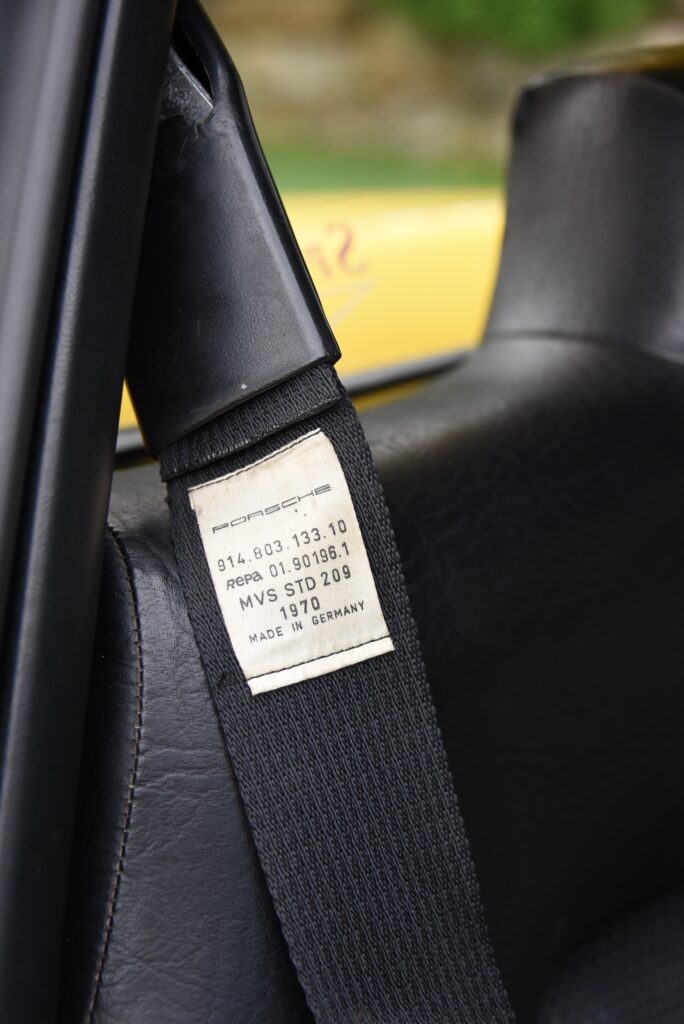 PORSCHE
914.803.133.10
Repa 01.90196.1
MVS STD 209
1970
MADE IN GERMANY